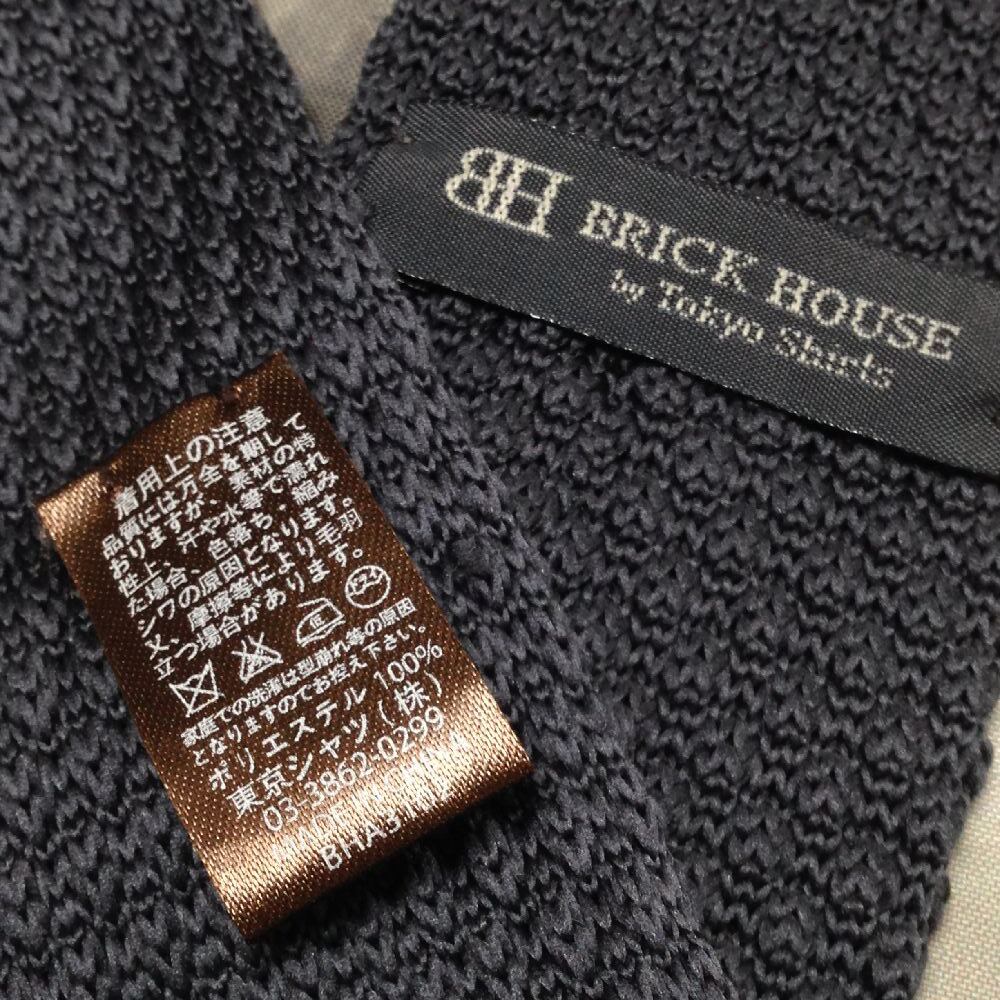 BH BRICK HOUSE
by Tokyo Shirts
着用上の注意
品質には万全を期して
おりますが、素材の特
性上、汗や水等で濡れ
た場合、色落ち、縮み
シワの原因となります。
又、摩擦等により毛羽
立つ場合があります。
家庭での洗濯は型崩れ等の原因
となりますのでお控え下さい。
ポリエステル 100%
東京シャツ(株)
03-3862-0299